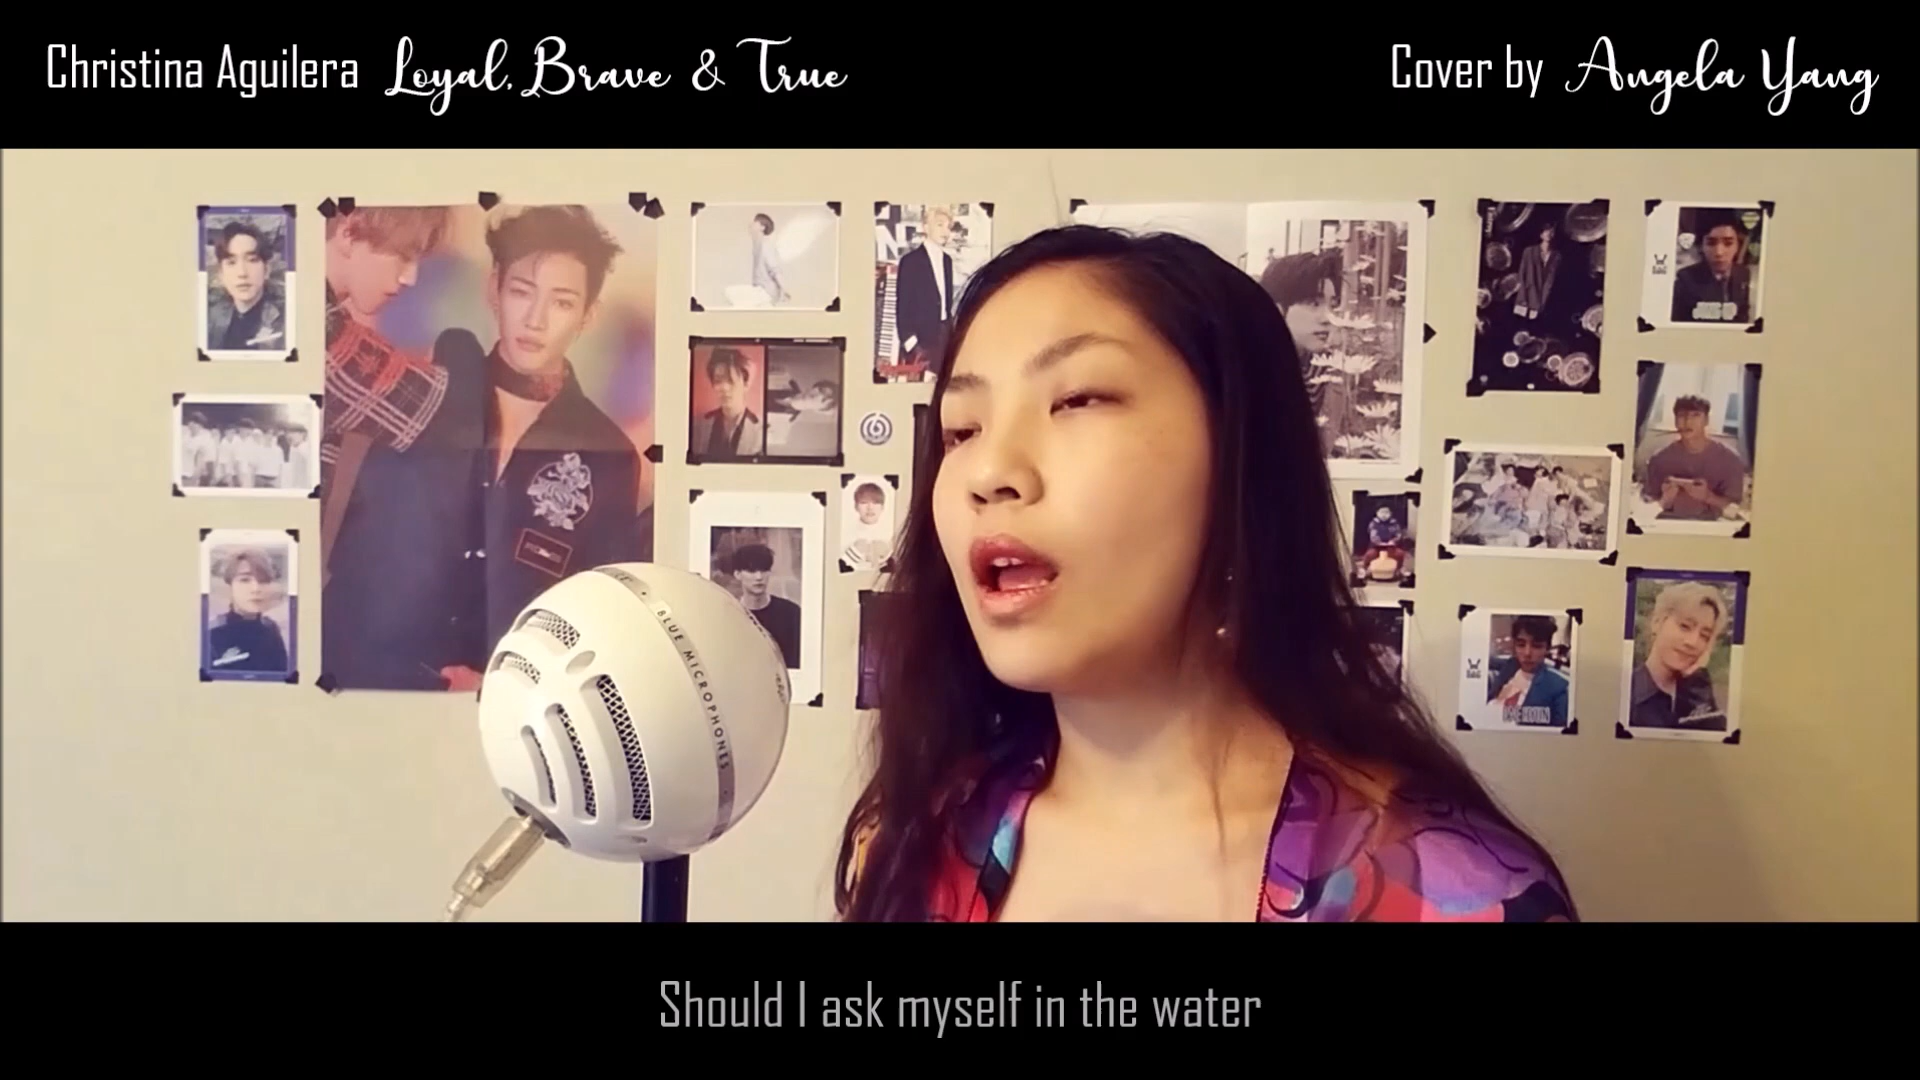 Christina Aguilera Loyal, Brave & True
Cover by Angela Yang
BLUE MICROPHONES
Should I ask myself in the water